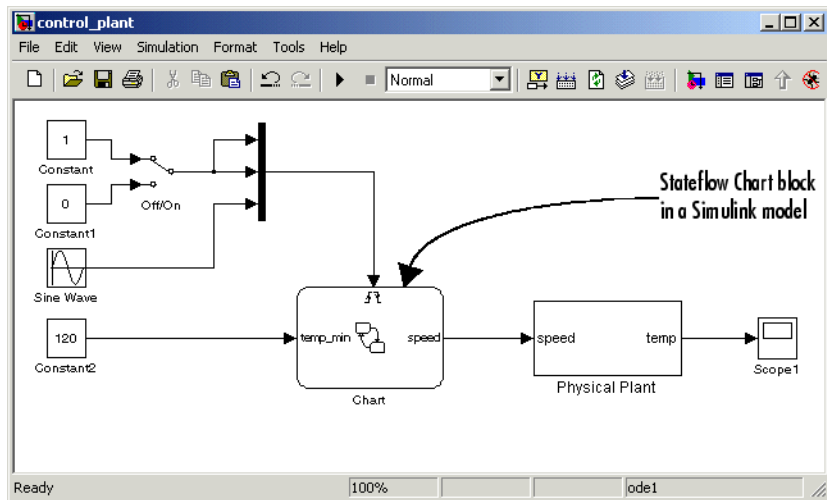 control_plant
File Edit View Simulation Format Tools Help
Normal
1
Constant
0
Constant1
Off/On
Sine Wave
120
Constant2
Stateflow Chart block
in a Simulink model
temp_min speed
Chart
speed temp
Physical Plant
Scope1
Ready 100% ode1